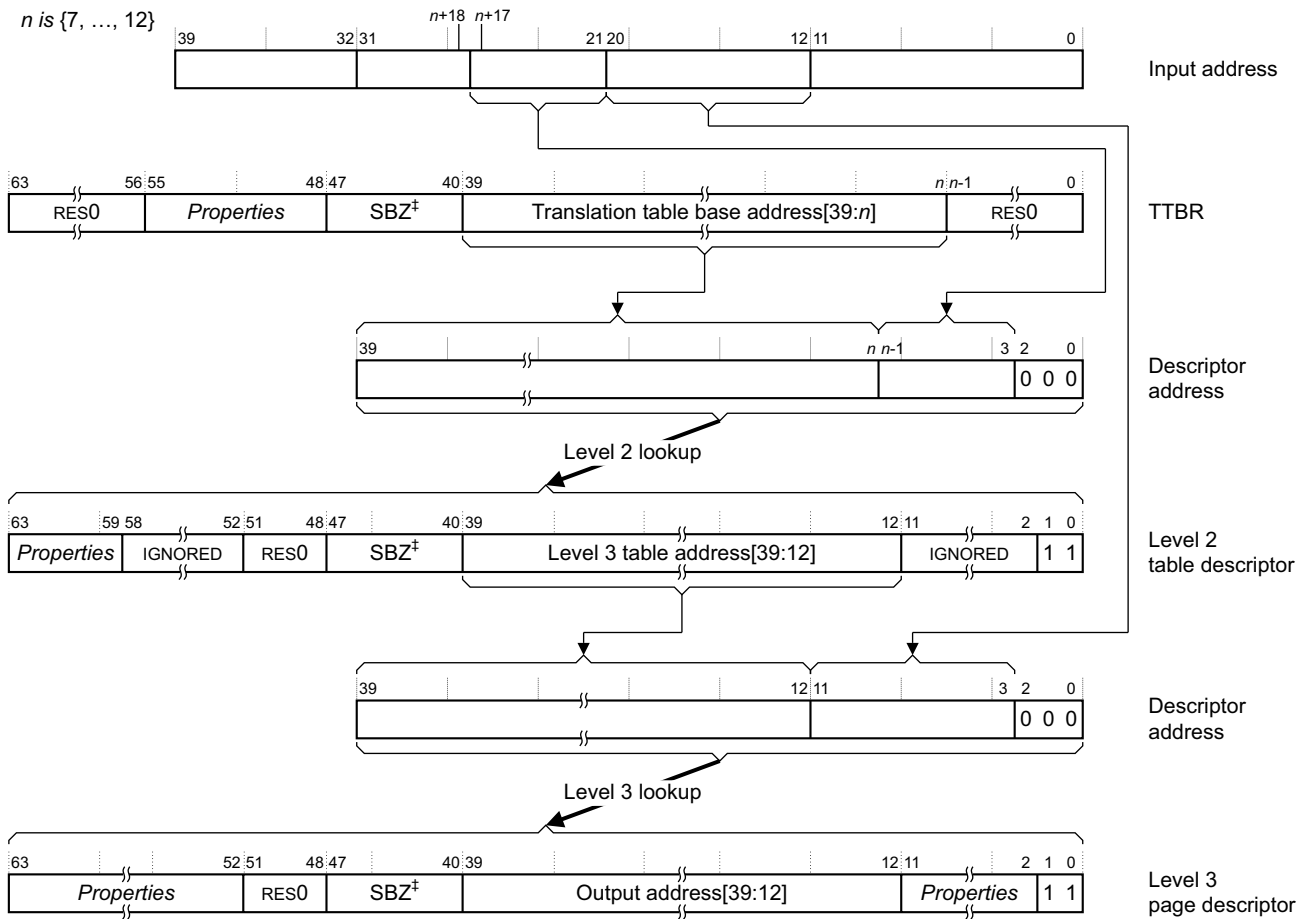 n is {7, …, 12}
n+18 n+17
39 32 31 21 20 12 11 0
Input address
63 56 55 48 47 40 39 n n-1 0
RES0 Properties SBZ‡ Translation table base address[39:n] RES0
TTBR
39 n n-1 3 2 0
0 0 0
Descriptor
address
Level 2 lookup
63 59 58 52 51 48 47 40 39 12 11 2 1 0
Properties IGNORED RES0 SBZ‡ Level 3 table address[39:12] IGNORED 1 1
Level 2
table descriptor
39 12 11 3 2 0
0 0 0
Descriptor
address
Level 3 lookup
63 52 51 48 47 40 39 12 11 2 1 0
Properties RES0 SBZ‡ Output address[39:12] Properties 1 1
Level 3
page descriptor